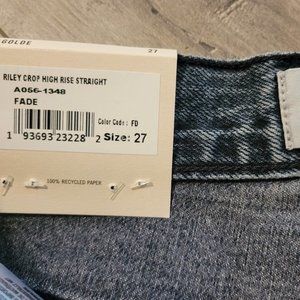 GOLDE 27
RILEY CROP HIGH RISE STRAIGHT
A056-1348
FADE
Color Code: FD
1 93693 23228 2 Size: 27
100% RECYCLED PAPER